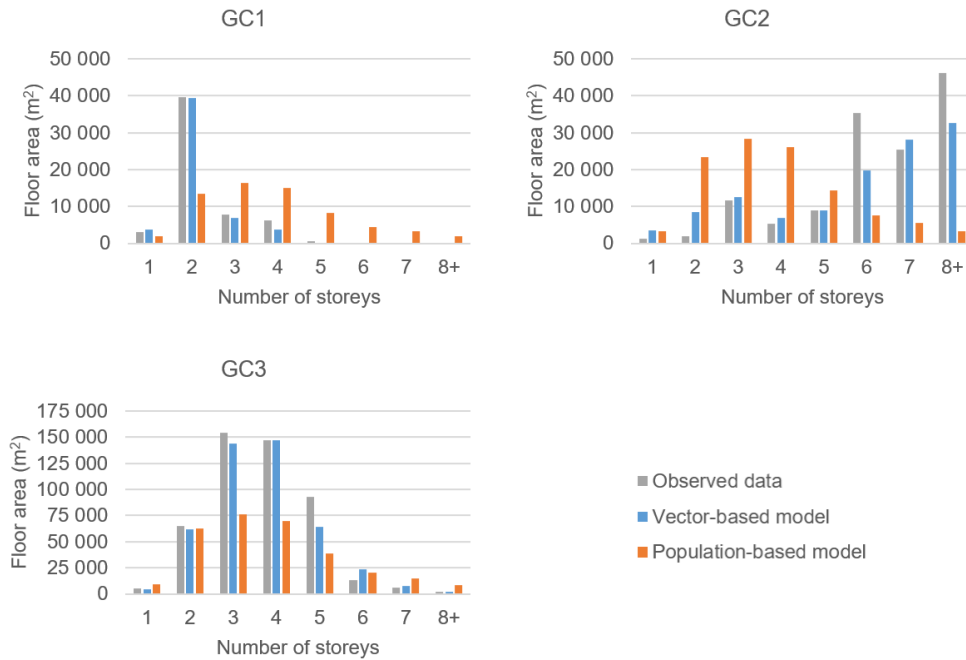 GC1
50 000
40 000
30 000
20 000
10 000
0
Floor area (m²)
1 2 3 4 5 6 7 8+
Number of storeys
GC2
50 000
40 000
30 000
20 000
10 000
0
Floor area (m²)
1 2 3 4 5 6 7 8+
Number of storeys
GC3
175 000
150 000
125 000
100 000
75 000
50 000
25 000
0
Floor area (m²)
1 2 3 4 5 6 7 8+
Number of storeys
Observed data
Vector-based model
Population-based model